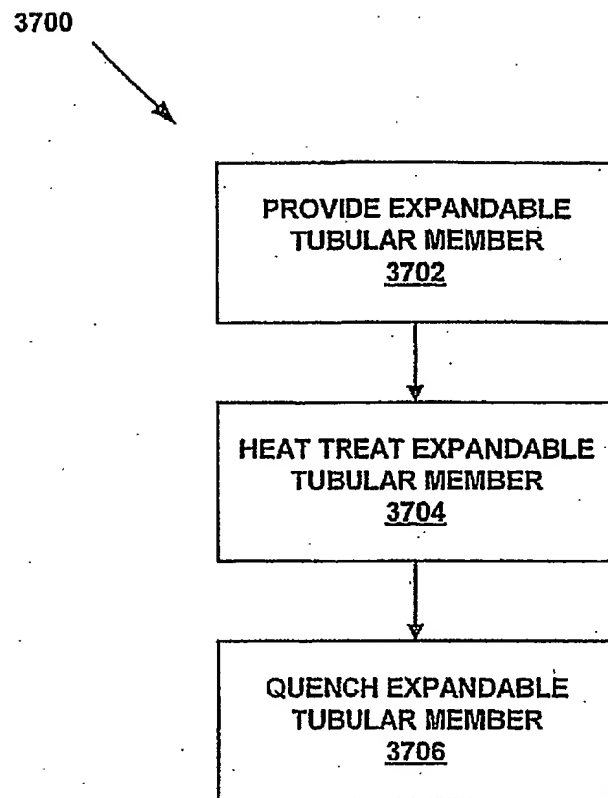 3700
PROVIDE EXPANDABLE
TUBULAR MEMBER
3702
HEAT TREAT EXPANDABLE
TUBULAR MEMBER
3704
QUENCH EXPANDABLE
TUBULAR MEMBER
3706